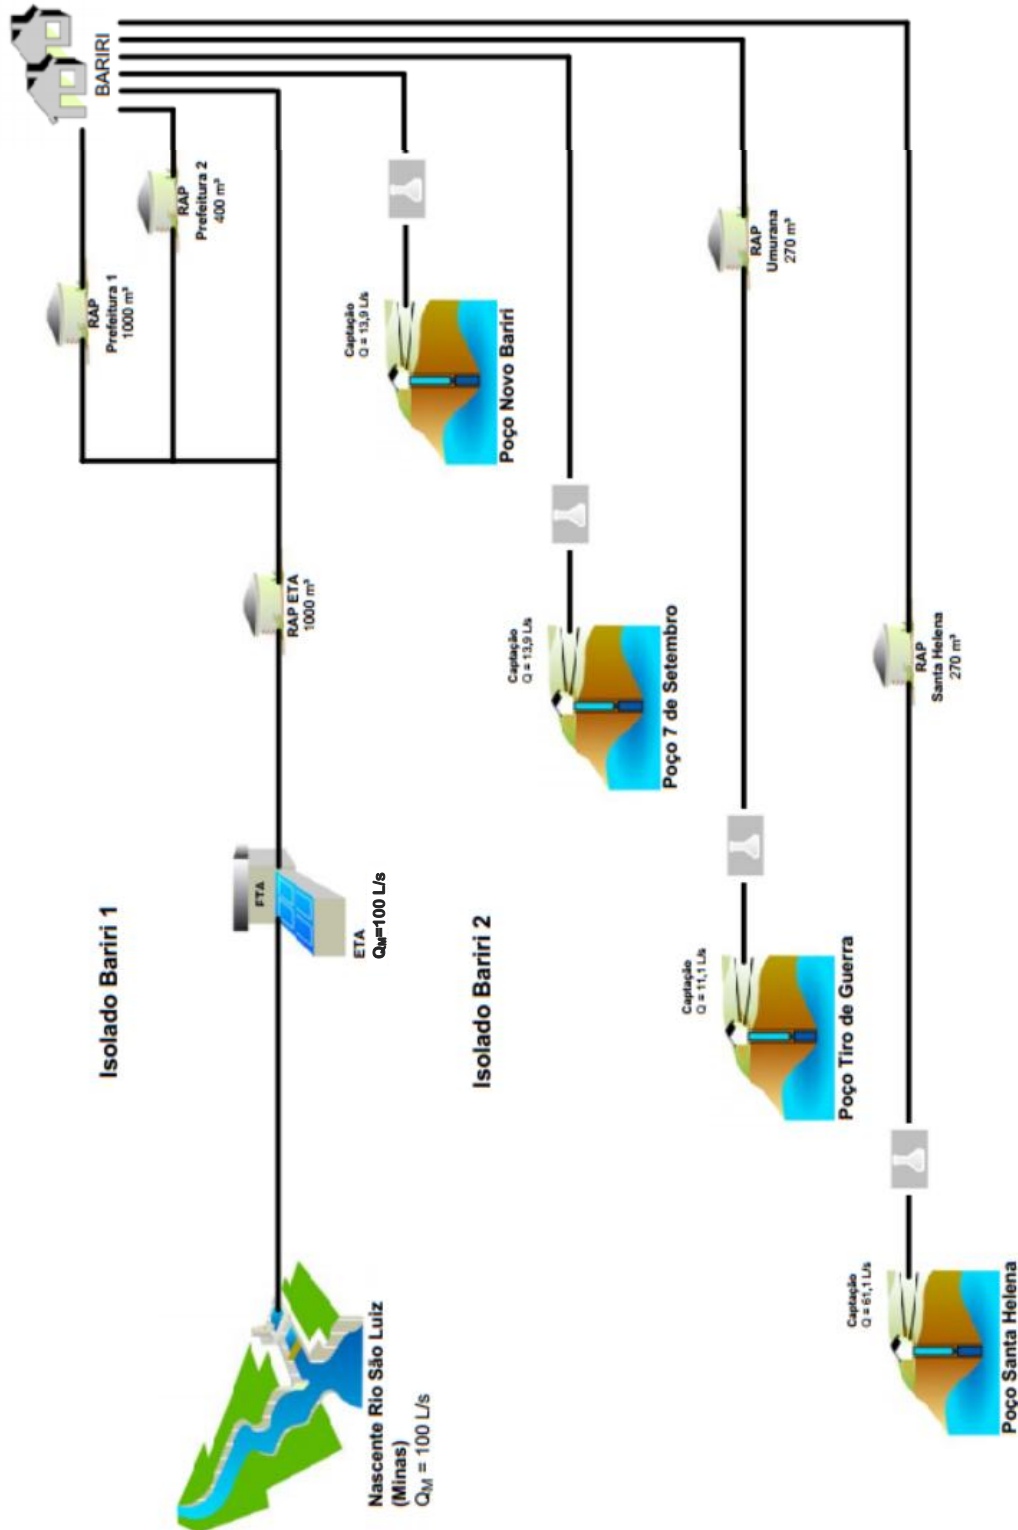 Isolado Bariri 1
Nascente Rio São Luiz
(Minas)
QM = 100 L/s
ETA
ETA
QM=100 L/s
RAP ETA
1000 m³
RAP
Prefeitura 1
1000 m³
RAP
Prefeitura 2
400 m³
BARIRI
Isolado Bariri 2
Captação
Q = 13,9 L/s
Poço Novo Bariri
Captação
Q = 13,9 L/s
Poço 7 de Setembro
Captação
Q = 11,1 L/s
Poço Tiro de Guerra
RAP
Umurana
270 m³
Captação
Q = 61,1 L/s
Poço Santa Helena
RAP
Santa Helena
270 m³